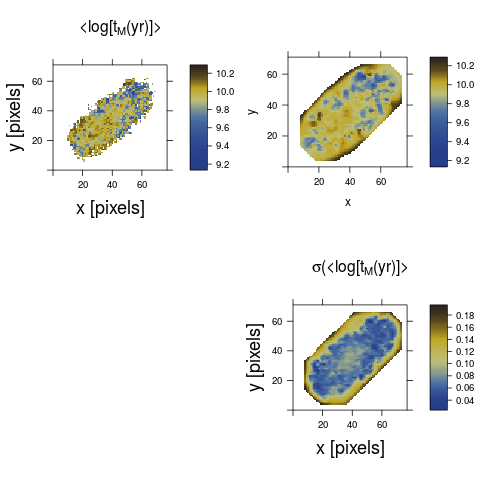 <log[t_M(yr)]>
10.2
10.0
9.8
9.6
9.4
9.2
60
40
20
y [pixels]
20 40 60
x [pixels]
10.2
10.0
9.8
9.6
9.4
9.2
60
40
20
y
20 40 60
x
σ(<log[t_M(yr)]>
0.18
0.16
0.14
0.12
0.10
0.08
0.06
0.04
60
40
20
y [pixels]
20 40 60
x [pixels]